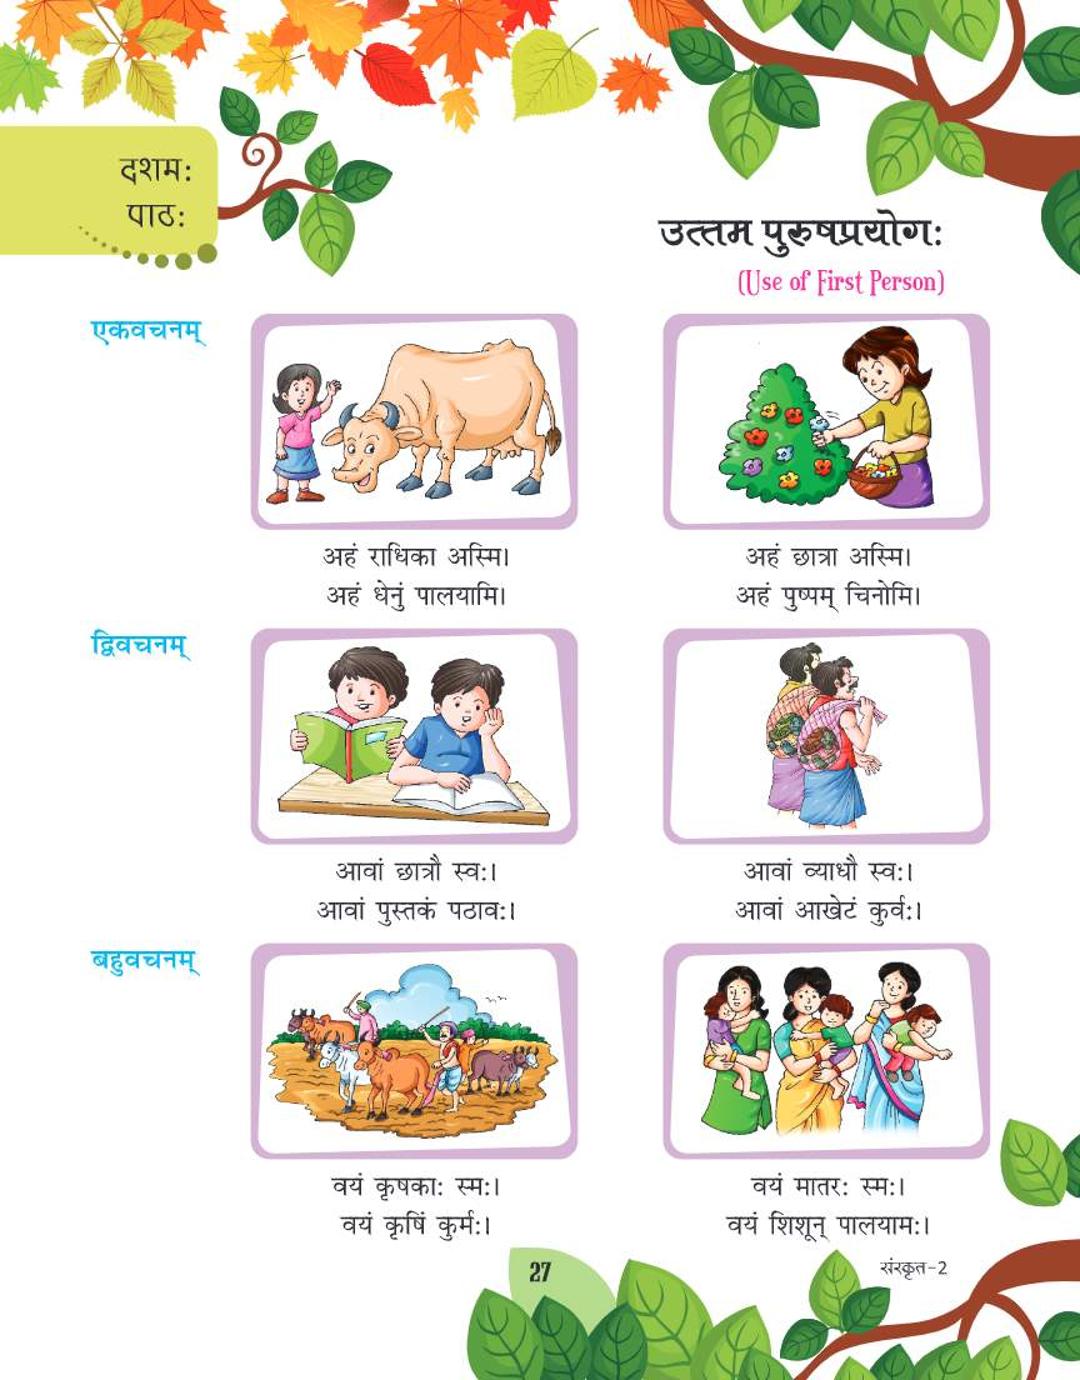 दशमः
पाठः
उत्तम पुरुषप्रयोगः
(Use of First Person)
एकवचनम्
अहं राधिका अस्मि।
अहं धेनुं पालयामि।
अहं छात्रा अस्मि।
अहं पुष्पम् चिनोमि।
द्विवचनम्
आवां छात्रौ स्वः।
आवां पुस्तकं पठावः।
आवां व्याधौ स्वः।
आवां आखेटं कुर्वः।
बहुवचनम्
वयं कृषकाः स्मः।
वयं कृषिं कुर्मः।
वयं मातरः स्मः।
वयं शिशून् पालयामः।
27
संस्कृत-2